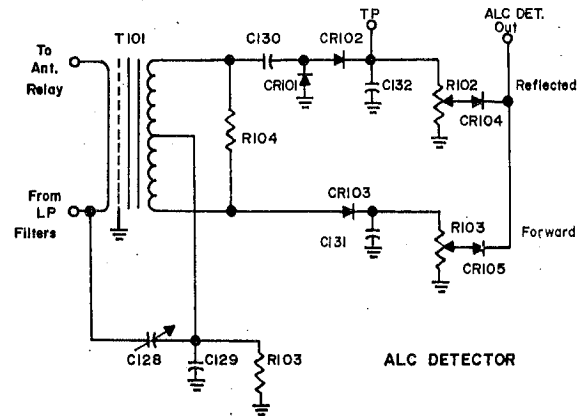 TP
ALC DET.
Out
To
Ant.
Relay
T101
C130
CR102
CR101
C132
R102
Reflected
CR104
R104
From
LP
Filters
CR103
C131
R103
Forward
CR105
C128
C129
R103
ALC DETECTOR